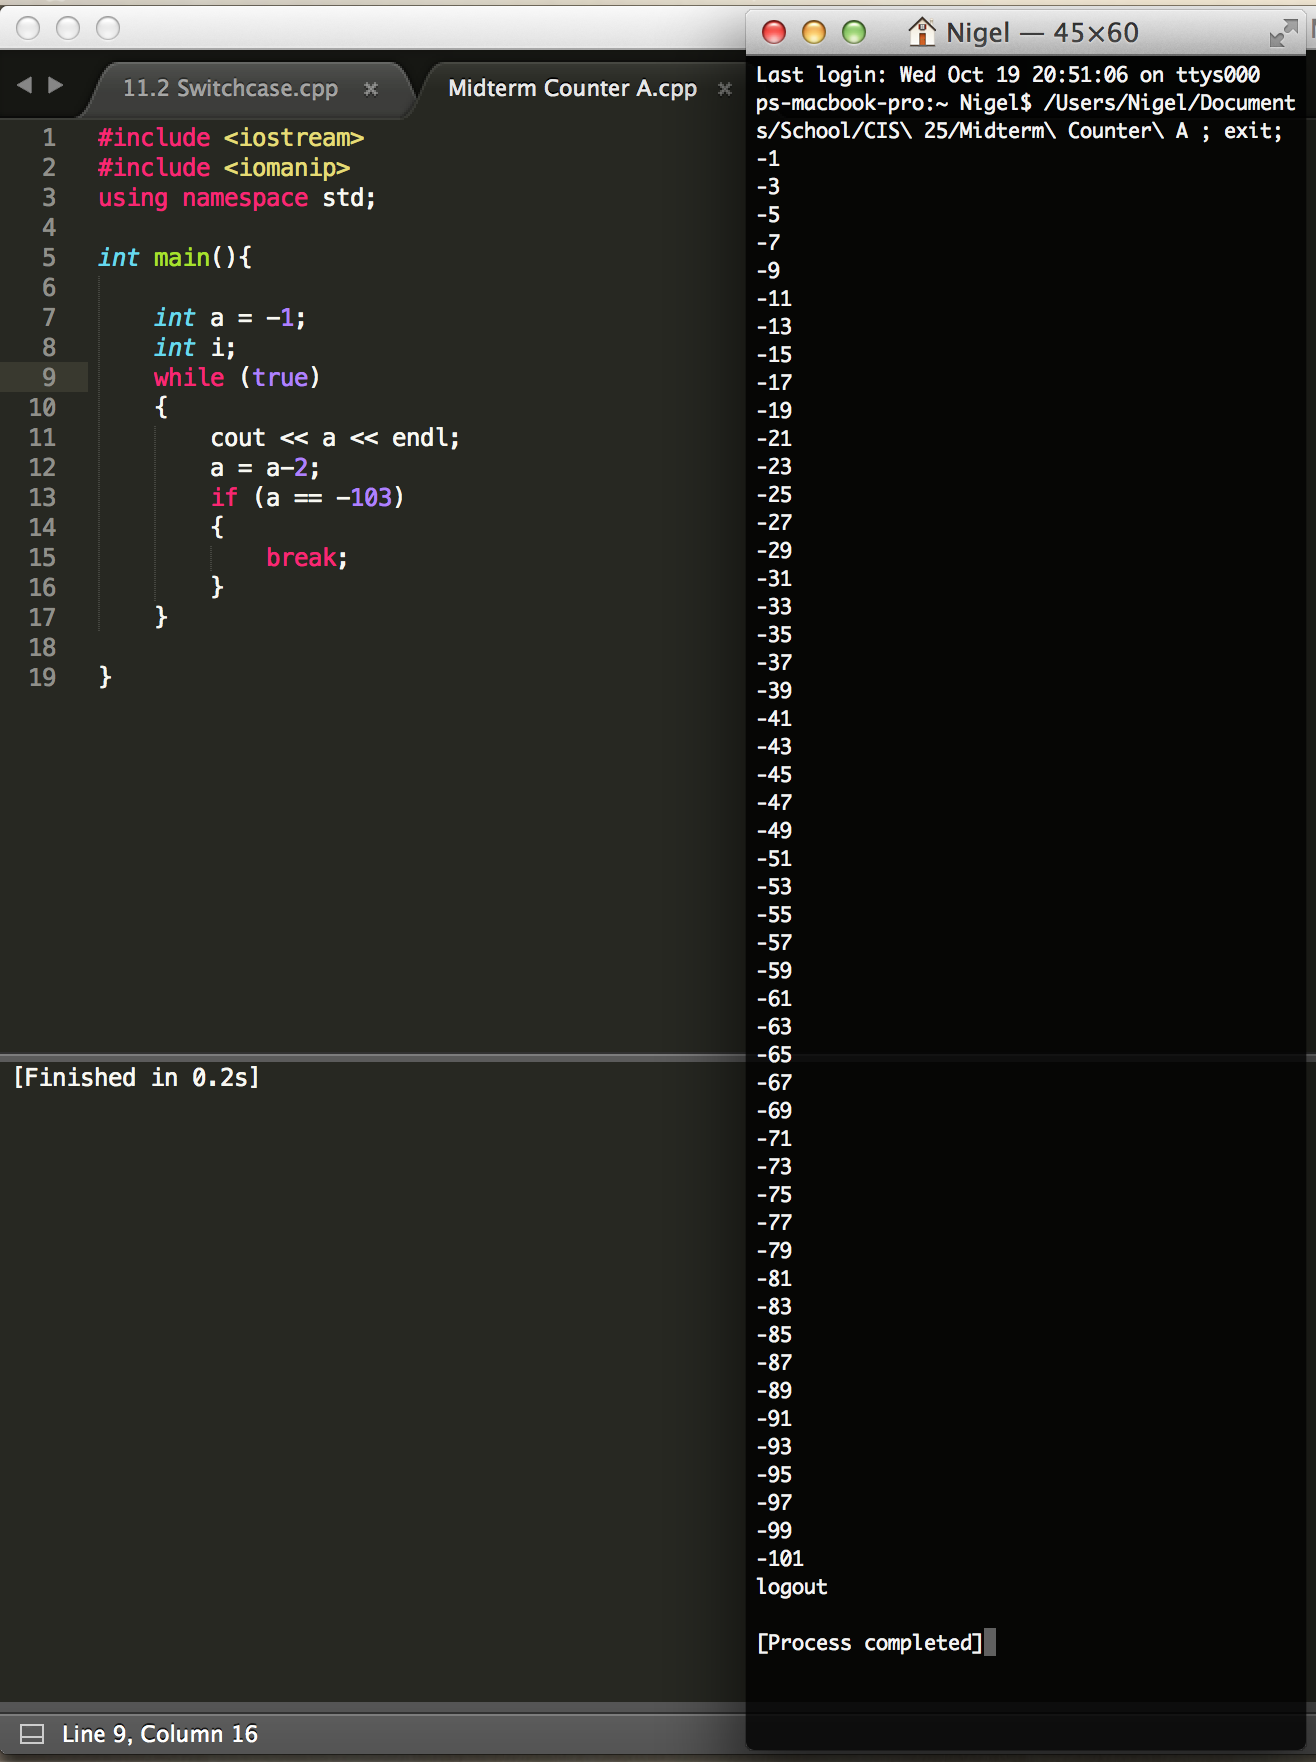 11.2 Switchcase.cpp
Midterm Counter A.cpp
1 #include <iostream>
2 #include <iomanip>
3 using namespace std;
4
5 int main(){
6
7 int a = -1;
8 int i;
9 while (true)
10 {
11 cout << a << endl;
12 a = a-2;
13 if (a == -103)
14 {
15 break;
16 }
17 }
18
19 }
[Finished in 0.2s]
Line 9, Column 16
Nigel — 45×60
Last login: Wed Oct 19 20:51:06 on ttys000
ps-macbook-pro:~ Nigel$ /Users/Nigel/Document
s/School/CIS\ 25/Midterm\ Counter\ A ; exit;
-1
-3
-5
-7
-9
-11
-13
-15
-17
-19
-21
-23
-25
-27
-29
-31
-33
-35
-37
-39
-41
-43
-45
-47
-49
-51
-53
-55
-57
-59
-61
-63
-65
-67
-69
-71
-73
-75
-77
-79
-81
-83
-85
-87
-89
-91
-93
-95
-97
-99
-101
logout
[Process completed]